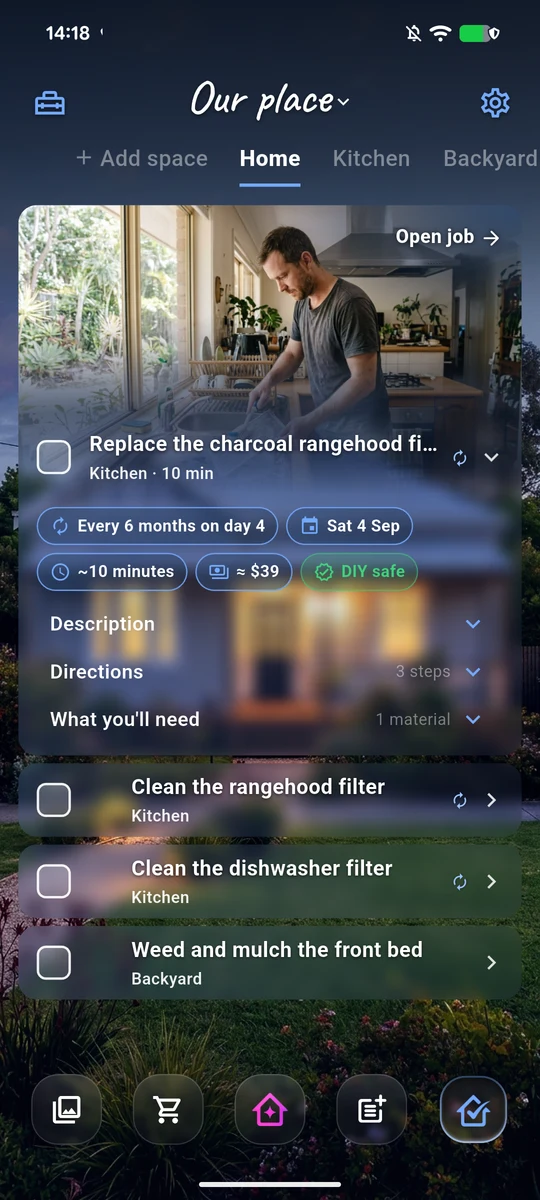 14:18
Our place
+ Add space Home Kitchen Backyard
Open job →
Replace the charcoal rangehood fi...
Kitchen · 10 min
Every 6 months on day 4
Sat 4 Sep
~10 minutes
≈ $39
DIY safe
Description
Directions
3 steps
What you'll need
1 material
Clean the rangehood filter
Kitchen
Clean the dishwasher filter
Kitchen
Weed and mulch the front bed
Backyard